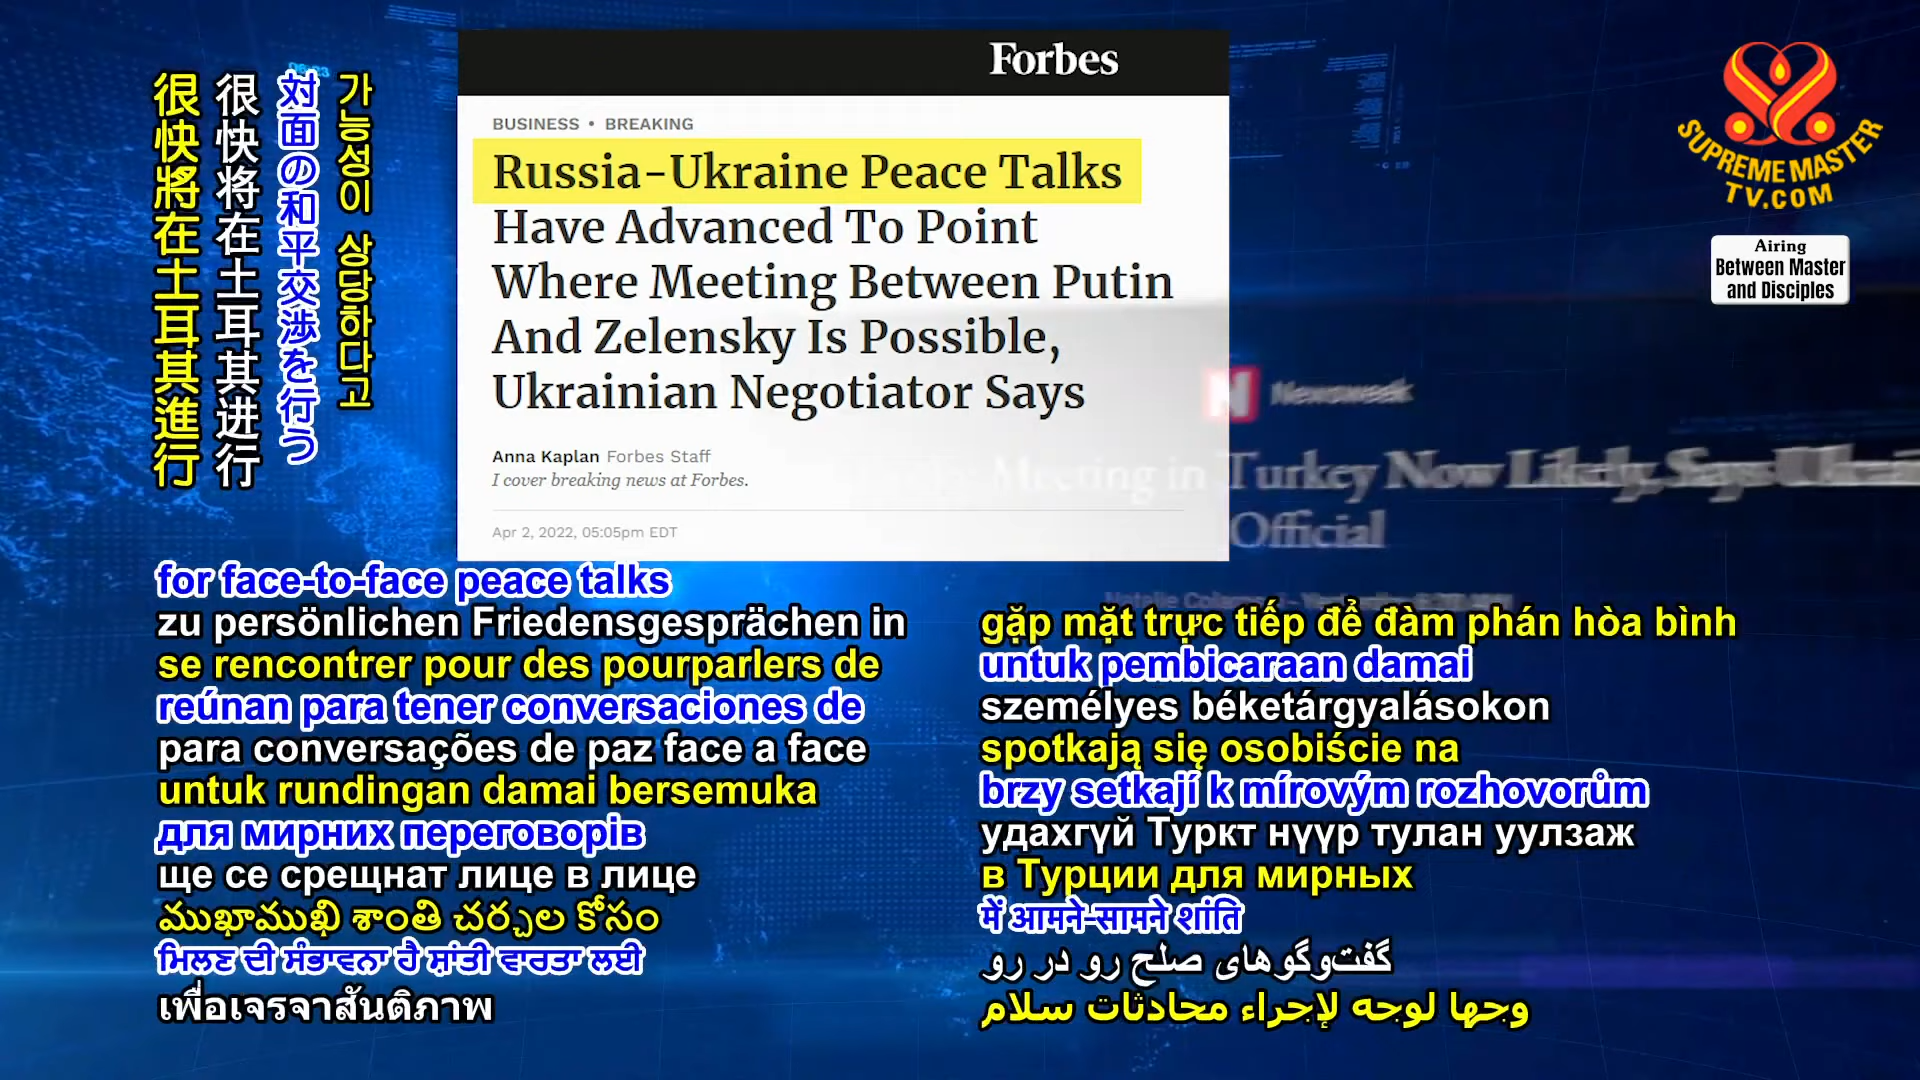 很快將在土耳其進行
很快将在土耳其进行
対面の和平交渉を行う
가능성이 상당하다고
Forbes
BUSINESS • BREAKING
Russia-Ukraine Peace Talks
Have Advanced To Point
Where Meeting Between Putin
And Zelensky Is Possible,
Ukrainian Negotiator Says
Anna Kaplan Forbes Staff
I cover breaking news at Forbes.
Apr 2, 2022, 05:05pm EDT
SUPREME MASTER
TV.COM
Airing
Between Master
and Disciples
N Newsweek
Meeting in Turkey Now Likely, Says
Official
for face-to-face peace talks
zu persönlichen Friedensgesprächen in
se rencontrer pour des pourparlers de
reúnan para tener conversaciones de
para conversações de paz face a face
untuk rundingan damai bersemuka
для мирних переговорів
ще се срещнат лице в лице
ముఖాముఖి శాంతి చర్చల కోసం
ਮਿਲਣ ਦੀ ਸੰਭਾਵਨਾ ਹੈ ਸ਼ਾਂਤੀ ਵਾਰਤਾ ਲਈ
เพื่อเจรจาสันติภาพ
gặp mặt trực tiếp để đàm phán hòa bình
untuk pembicaraan damai
személyes béketárgyalásokon
spotkają się osobiście na
brzy setkají k mírovým rozhovorům
удахгүй Туркт нүүр тулан уулзаж
в Турции для мирных
में आमने-सामने शांति
گفت‌وگوهای صلح رو در رو
وجها لوجه لإجراء محادثات سلام